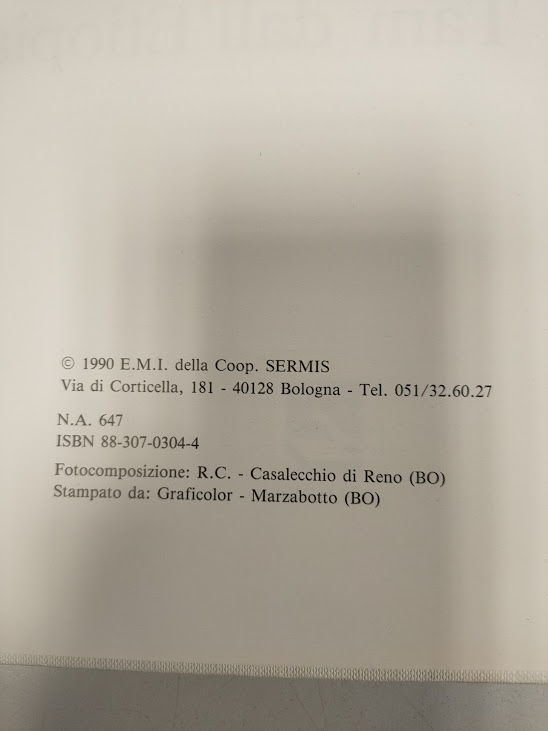 © 1990 E.M.I. della Coop. SERMIS
Via di Corticella, 181 - 40128 Bologna - Tel. 051/32.60.27
N.A. 647
ISBN 88-307-0304-4
Fotocomposizione: R.C. - Casalecchio di Reno (BO)
Stampato da: Graficolor - Marzabotto (BO)